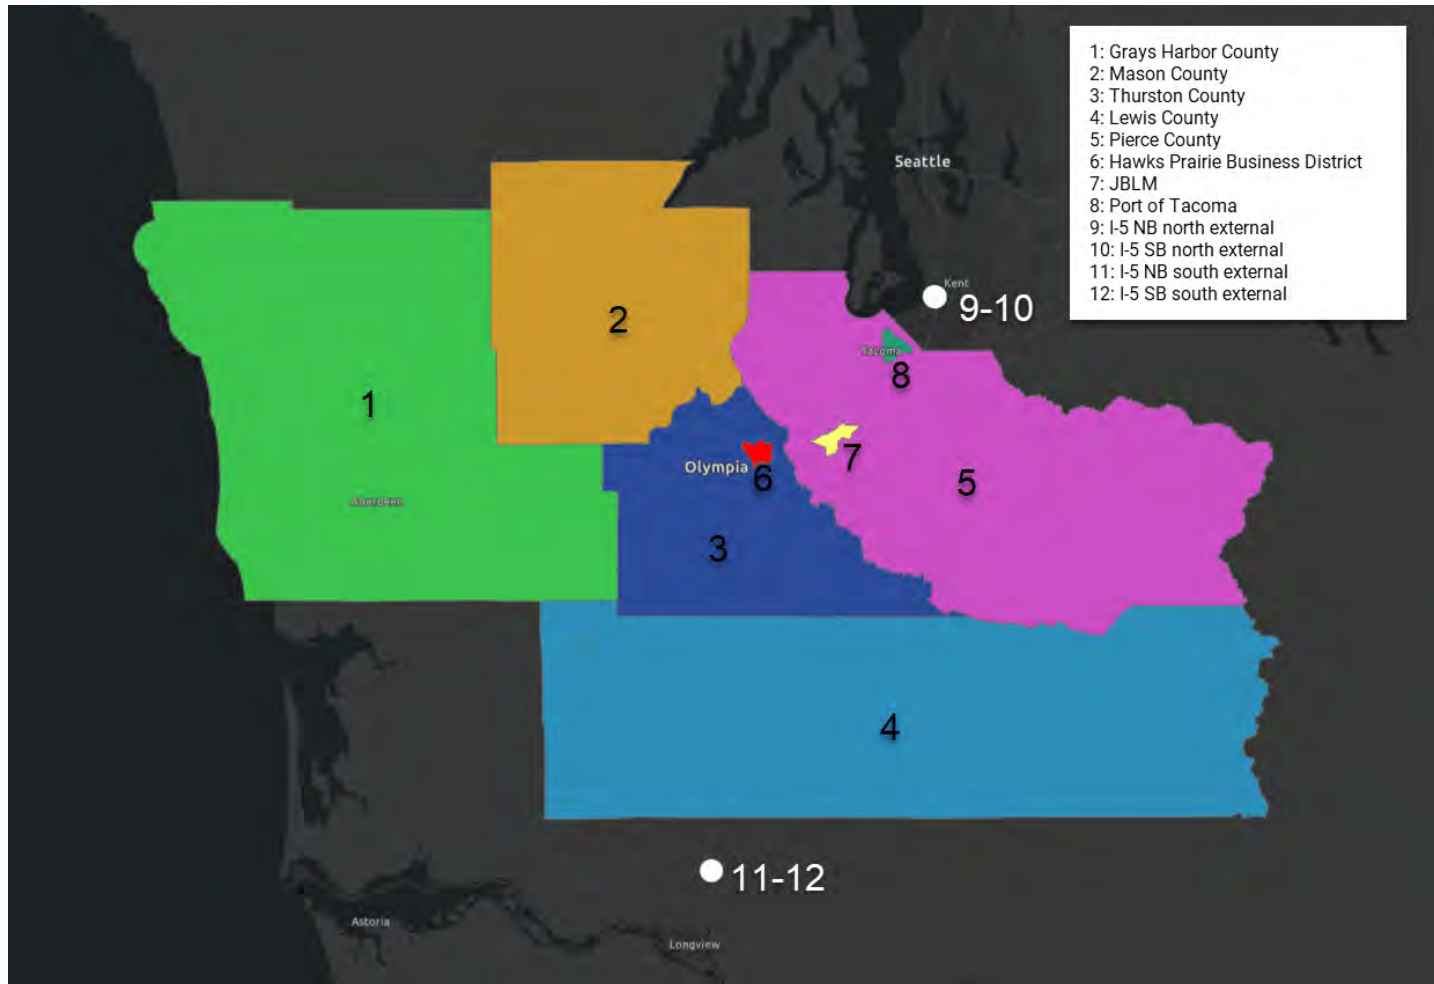 1: Grays Harbor County
2: Mason County
3: Thurston County
4: Lewis County
5: Pierce County
6: Hawks Prairie Business District
7: JBLM
8: Port of Tacoma
9: I-5 NB north external
10: I-5 SB north external
11: I-5 NB south external
12: I-5 SB south external
Seattle
Kent
9-10
2
Tacoma
8
1
7
Olympia
6
5
Aberdeen
3
4
11-12
Astoria
Longview